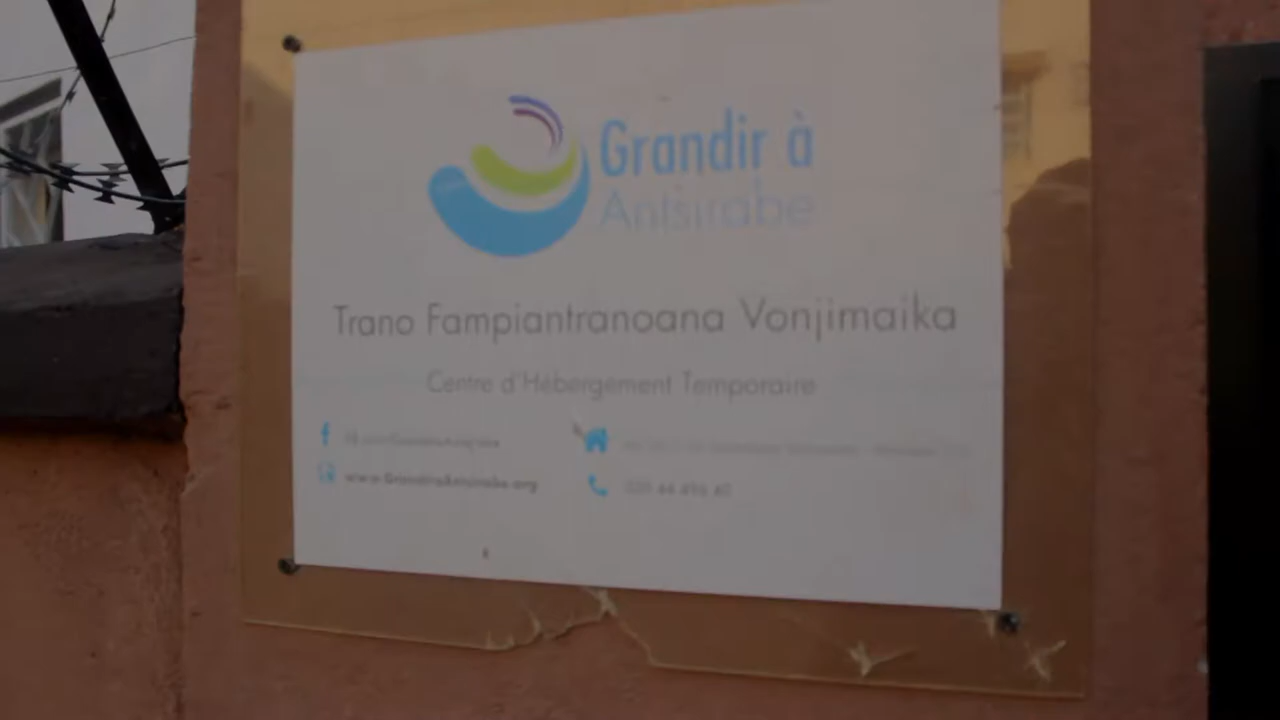 Grandir à
Antsirabe
Trano Fampiantranoana Vonjimaika
Centre d'Hébergement Temporaire
www.GrandiraAntsirabe.org